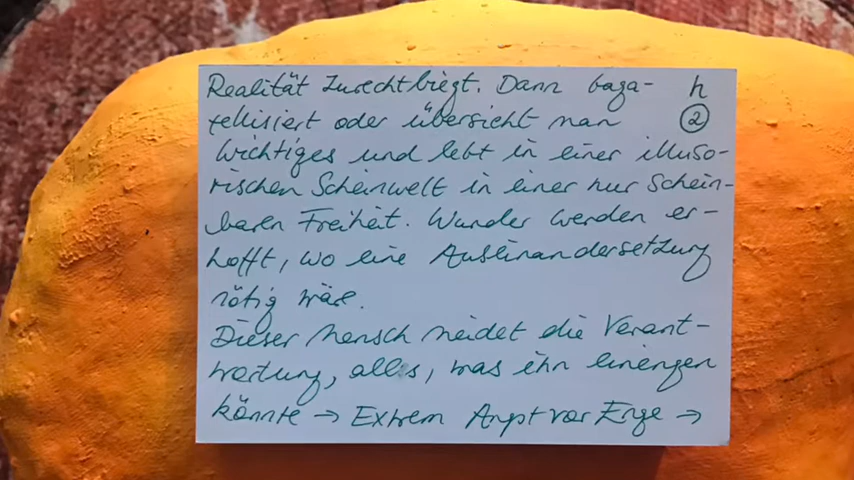 Realität zurechtbiegt. Dann baga- h
tellisiert oder übersieht man ②
Wichtiges und lebt in einer illuso-
rischen Scheinwelt in einer nur schein-
baren Freiheit. Wunder werden er-
hofft, wo eine Auseinandersetzung
nötig wäre.
Dieser Mensch meidet die Verant-
wortung, alles, was ihn einengen
könnte → Extrem Angst vor Enge →